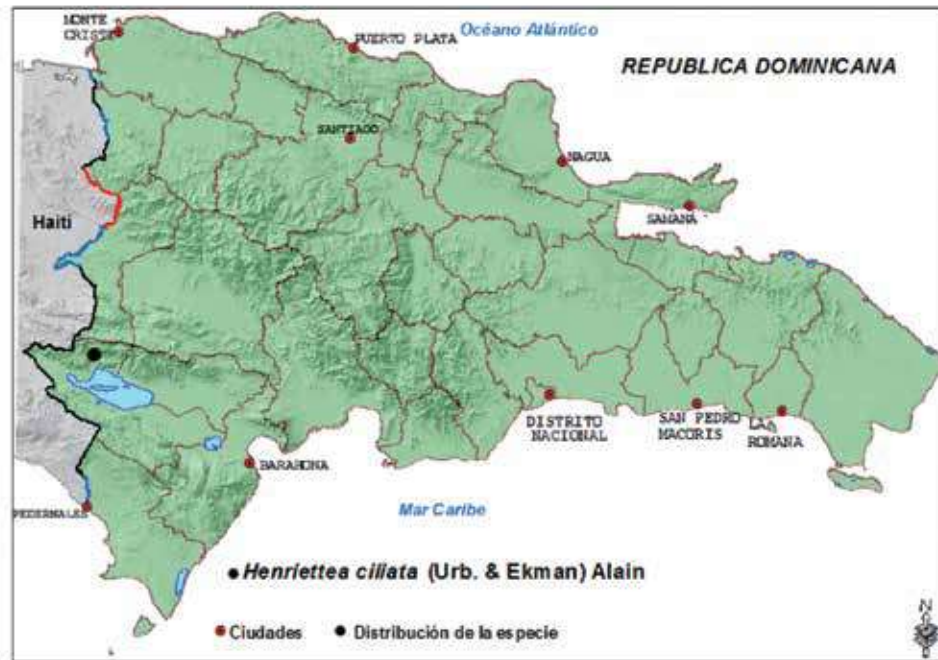 MONTE
CRISTI
PUERTO PLATA
Océano Atlántico
REPUBLICA DOMINICANA
SANTIAGO
NAGUA
SAMANA
Haití
DISTRITO
NACIONAL
SAN PEDRO
MACORIS
LA
ROMANA
BARAHONA
PEDERNALES
Mar Caribe
Henriettea ciliata (Urb. & Ekman) Alain
Ciudades
Distribución de la especie
N